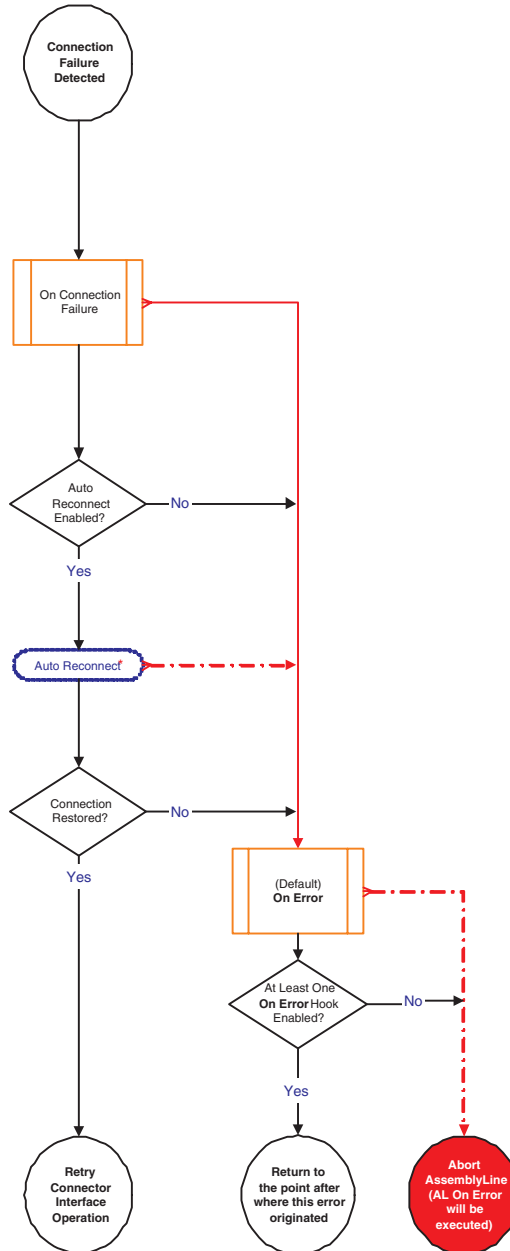 Connection
Failure
Detected
On Connection
Failure
Auto
Reconnect
Enabled?
No
Yes
Auto Reconnect*
Connection
Restored?
No
Yes
(Default)
On Error
At Least One
On Error Hook
Enabled?
No
Yes
Retry
Connector
Interface
Operation
Return to
the point after
where this error
originated
Abort
AssemblyLine
(AL On Error
will be
executed)